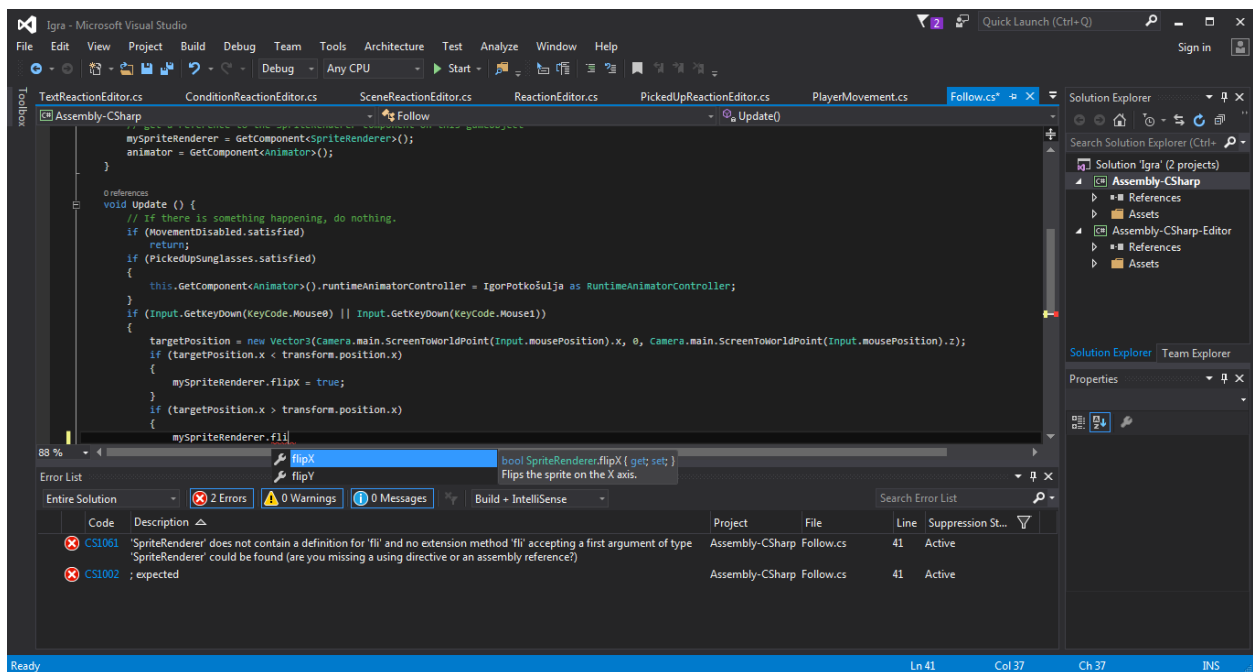 Igra - Microsoft Visual Studio
2
Quick Launch (Ctrl+Q)
File Edit View Project Build Debug Team Tools Architecture Test Analyze Window Help
Sign in
Debug Any CPU Start
Toolbox
TextReactionEditor.cs ConditionReactionEditor.cs SceneReactionEditor.cs ReactionEditor.cs PickedUpReactionEditor.cs PlayerMovement.cs Follow.cs*
Assembly-CSharp Follow Update()
// get a reference to the SpriteRenderer component on this gameObject
mySpriteRenderer = GetComponent<SpriteRenderer>();
animator = GetComponent<Animator>();
}
0 references
void Update () {
// If there is something happening, do nothing.
if (MovementDisabled.satisfied)
return;
if (PickedUpSunglasses.satisfied)
{
this.GetComponent<Animator>().runtimeAnimatorController = IgorPotkošulja as RuntimeAnimatorController;
}
if (Input.GetKeyDown(KeyCode.Mouse0) || Input.GetKeyDown(KeyCode.Mouse1))
{
targetPosition = new Vector3(Camera.main.ScreenToWorldPoint(Input.mousePosition).x, 0, Camera.main.ScreenToWorldPoint(Input.mousePosition).z);
if (targetPosition.x < transform.position.x)
{
mySpriteRenderer.flipX = true;
}
if (targetPosition.x > transform.position.x)
{
mySpriteRenderer.fli
88 %
flipX
flipY
bool SpriteRenderer.flipX { get; set; }
Flips the sprite on the X axis.
Solution Explorer
Search Solution Explorer (Ctrl+
Solution 'Igra' (2 projects)
Assembly-CSharp
References
Assets
Assembly-CSharp-Editor
References
Assets
Solution Explorer Team Explorer
Properties
Error List
Entire Solution 2 Errors 0 Warnings 0 Messages Build + IntelliSense Search Error List
Code Description Project File Line Suppression St...
CS1061 'SpriteRenderer' does not contain a definition for 'fli' and no extension method 'fli' accepting a first argument of type Assembly-CSharp Follow.cs 41 Active
'SpriteRenderer' could be found (are you missing a using directive or an assembly reference?)
CS1002 ; expected Assembly-CSharp Follow.cs 41 Active
Ready Ln 41 Col 37 Ch 37 INS